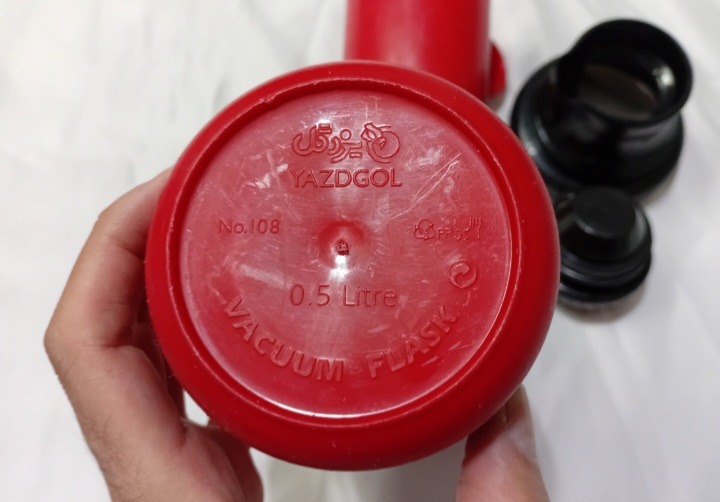 یزدگل
YAZDGOL
No.108
0.5 Litre
VACUUM FLASK